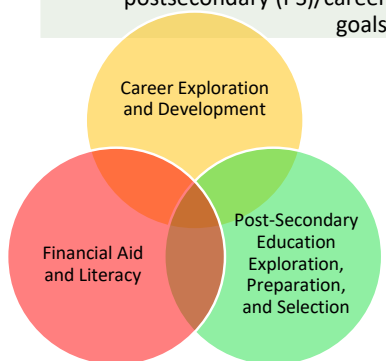 postsecondary (PS)/career
goals
Career Exploration
and Development
Financial Aid
and Literacy
Post-Secondary
Education
Exploration,
Preparation,
and Selection